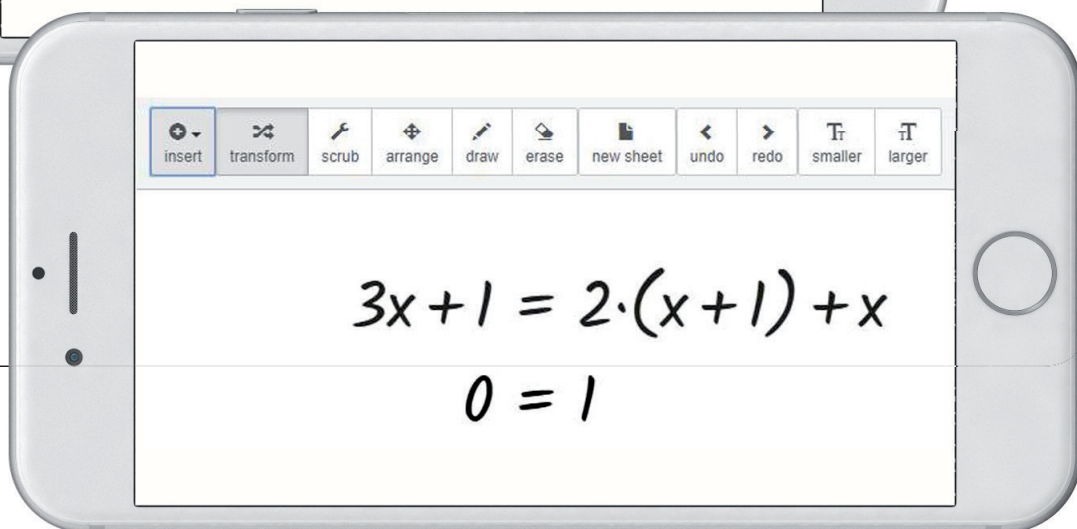 insert transform scrub arrange draw erase new sheet undo redo smaller larger
3x + 1 = 2·(x + 1) + x
0 = 1